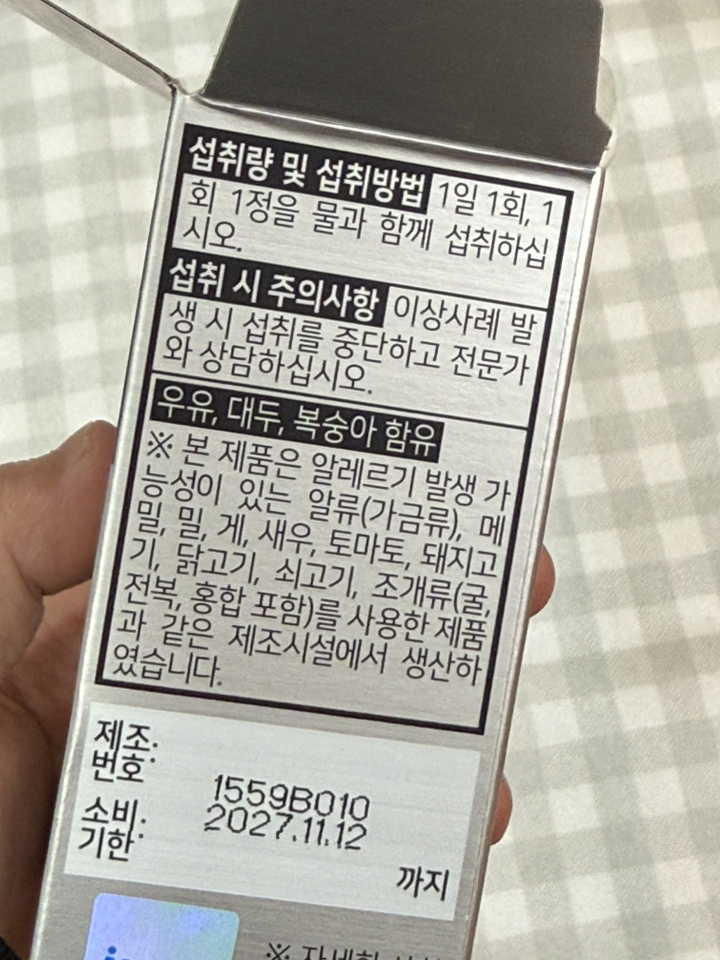 섭취량 및 섭취방법 1일 1회, 1
회 1정을 물과 함께 섭취하십
시오.
섭취 시 주의사항 이상사례 발
생 시 섭취를 중단하고 전문가
와 상담하십시오.
우유, 대두, 복숭아 함유
※ 본 제품은 알레르기 발생 가
능성이 있는 알류(가금류), 메
밀, 밀, 게, 새우, 토마토, 돼지고
기, 닭고기, 쇠고기, 조개류(굴,
전복, 홍합 포함)를 사용한 제품
과 같은 제조시설에서 생산하
였습니다.
제조:
번호
1559B010
소비:
기한
2027.11.12
까지